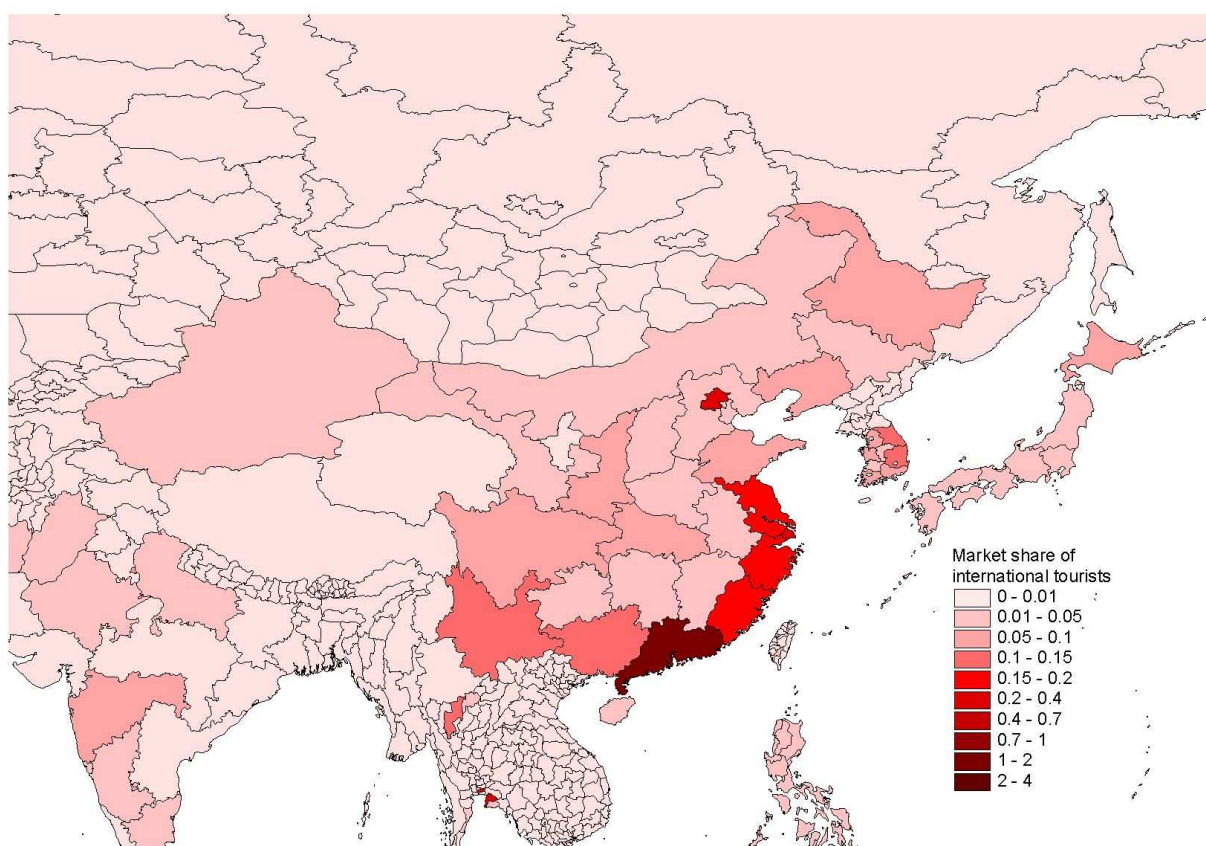 Market share of
international tourists
0 - 0.01
0.01 - 0.05
0.05 - 0.1
0.1 - 0.15
0.15 - 0.2
0.2 - 0.4
0.4 - 0.7
0.7 - 1
1 - 2
2 - 4